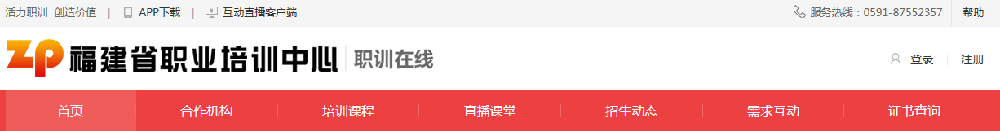 活力职训 创造价值 | APP下载 | 互动直播客户端 服务热线：0591-87552357 帮助
ZP 福建省职业培训中心 职训在线 登录 注册
首页 合作机构 培训课程 直播课堂 招生动态 需求互动 证书查询